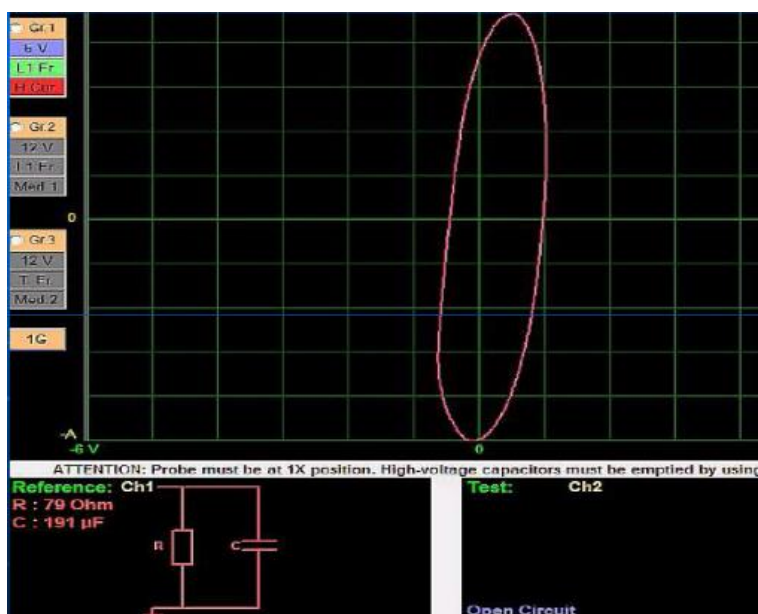 Gr.1
6 V
L1 Fr.
H Cur.
Gr.2
12 V
L1 Fr.
Med.1
0
Gr.3
12 V
T. Fr.
Med.2
1G
-A
-6 V
0
ATTENTION: Probe must be at 1X position. High-voltage capacitors must be emptied by using
Reference: Ch1
R : 79 Ohm
C : 191 µF
R
C
Test: Ch2
Open Circuit